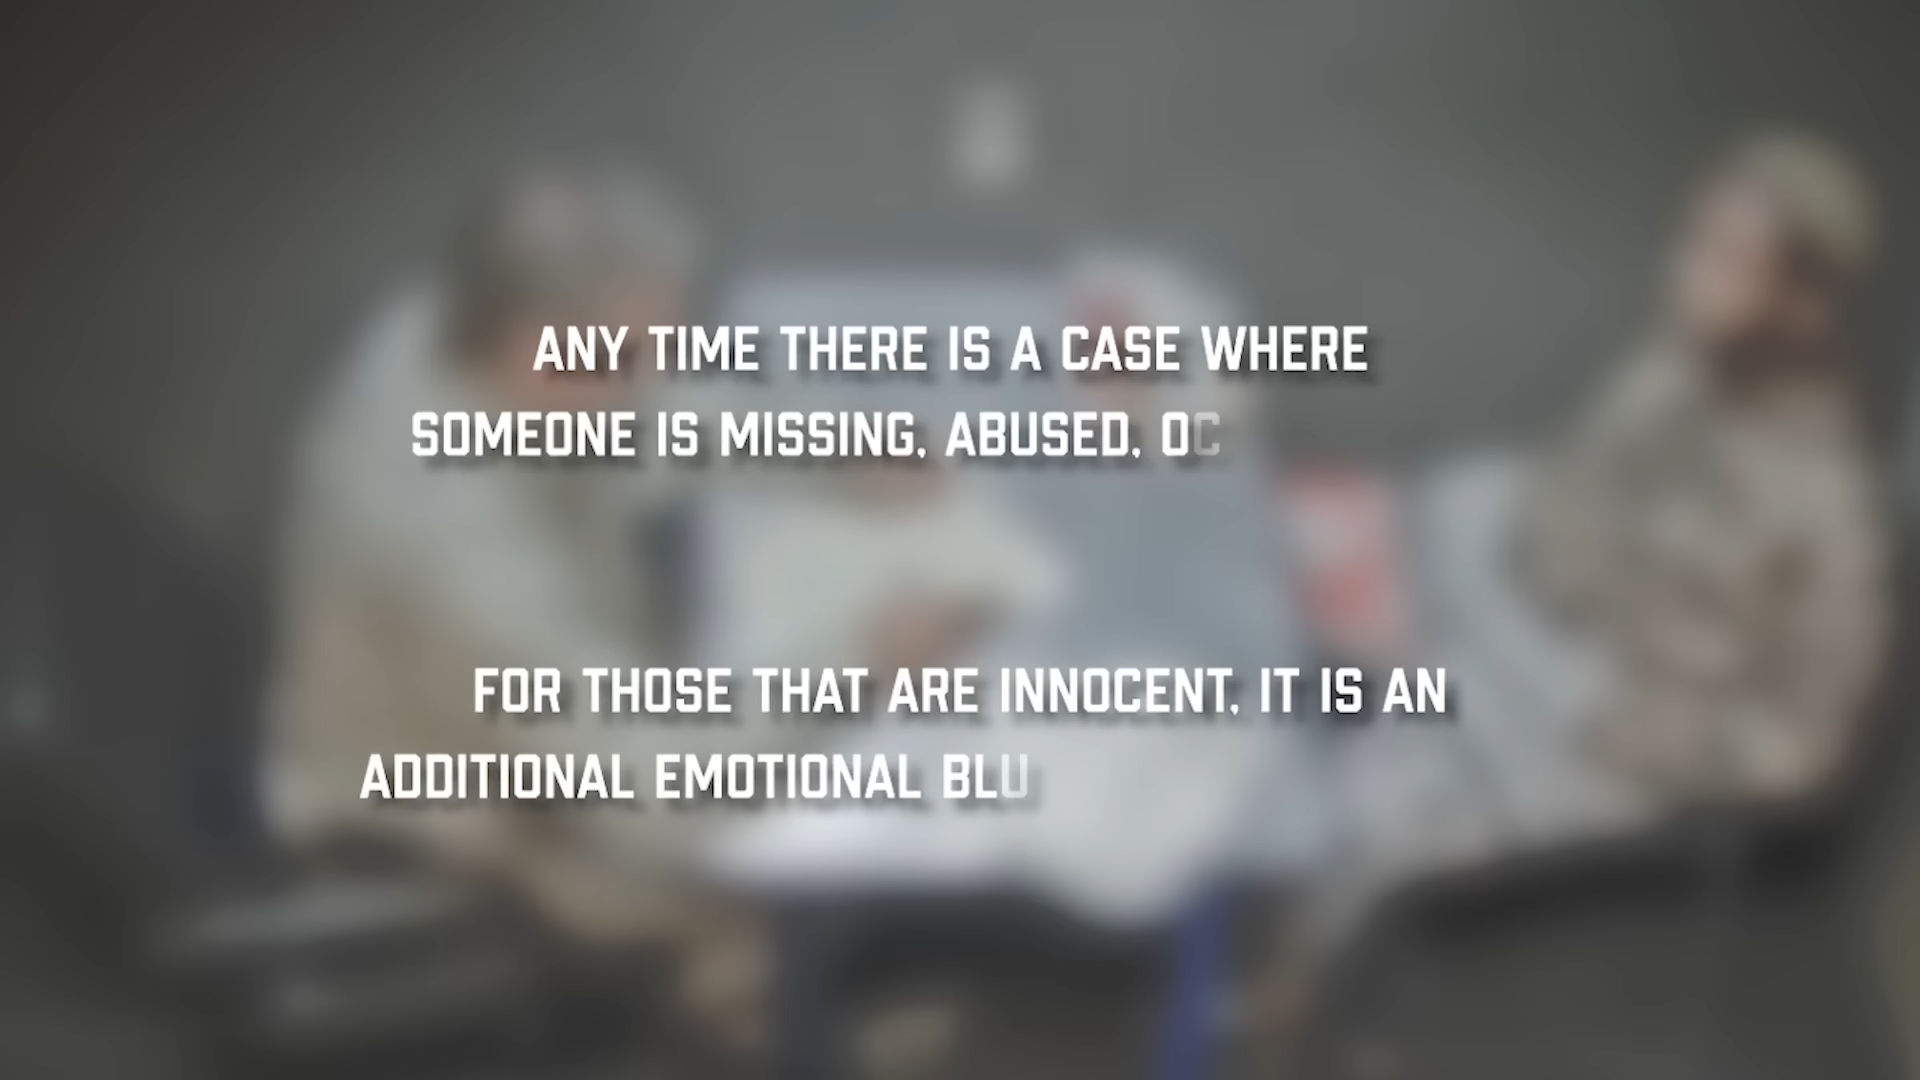 ANY TIME THERE IS A CASE WHERE
SOMEONE IS MISSING, ABUSED, OC
FOR THOSE THAT ARE INNOCENT, IT IS AN
ADDITIONAL EMOTIONAL BLU